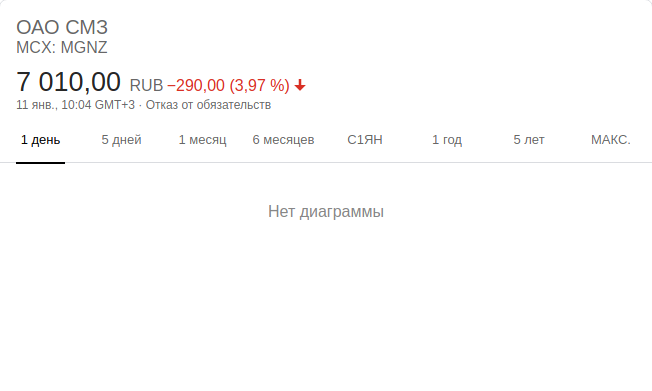 ОАО СМЗ
MCX: MGNZ
7 010,00 RUB −290,00 (3,97 %)
11 янв., 10:04 GMT+3 · Отказ от обязательств
1 день 5 дней 1 месяц 6 месяцев С1ЯН 1 год 5 лет МАКС.
Нет диаграммы